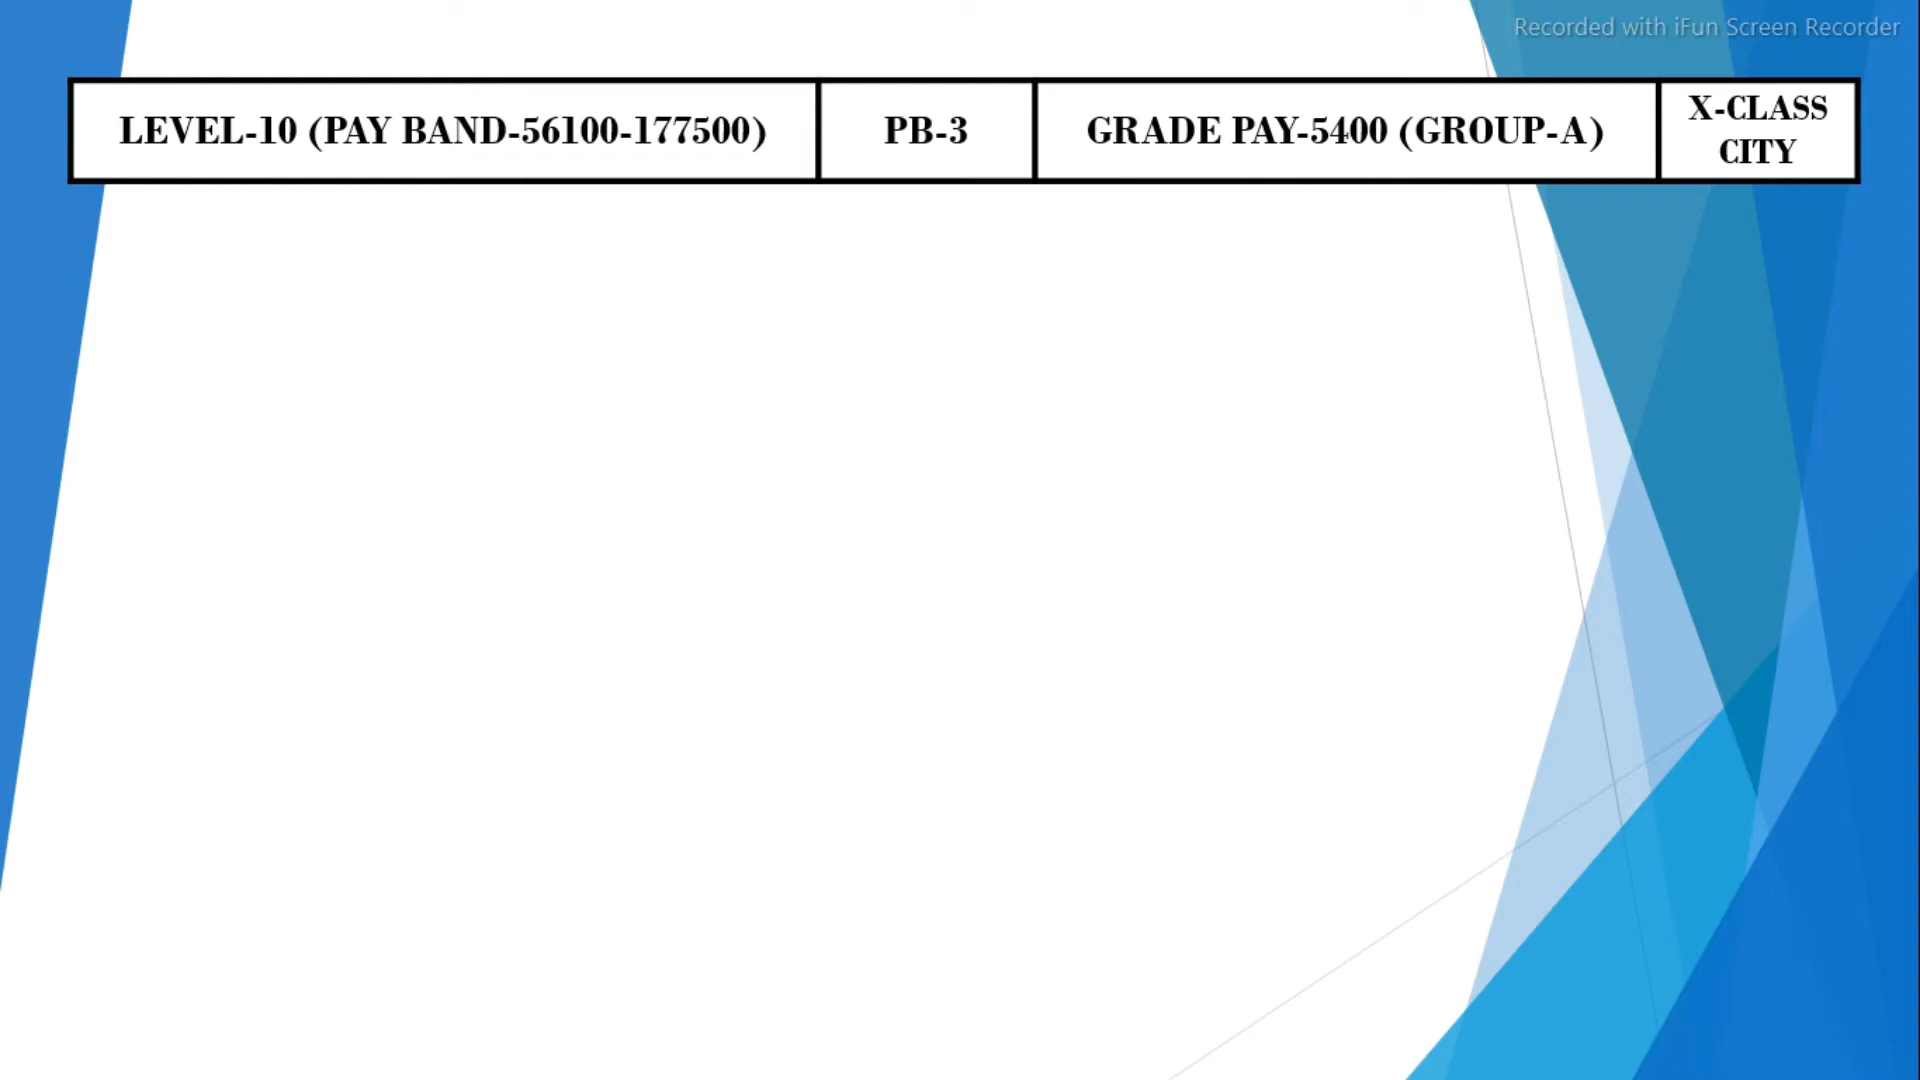 Recorded with iFun Screen Recorder
LEVEL-10 (PAY BAND-56100-177500)
PB-3
GRADE PAY-5400 (GROUP-A)
X-CLASS
CITY